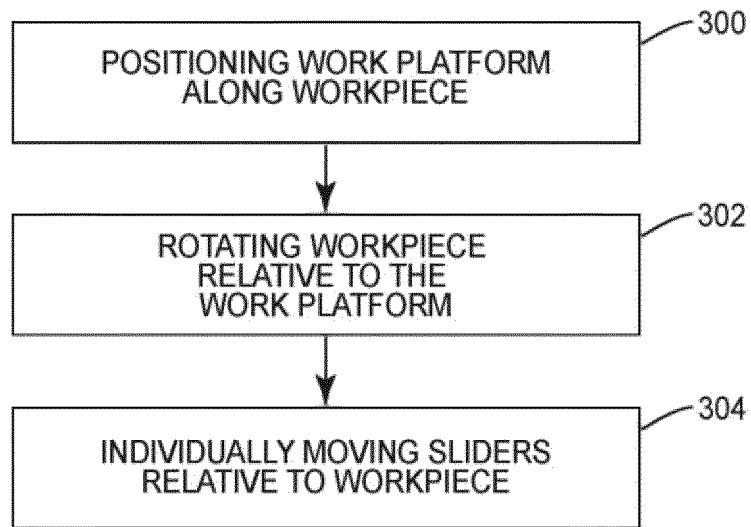 300
POSITIONING WORK PLATFORM
ALONG WORKPIECE
302
ROTATING WORKPIECE
RELATIVE TO THE
WORK PLATFORM
304
INDIVIDUALLY MOVING SLIDERS
RELATIVE TO WORKPIECE